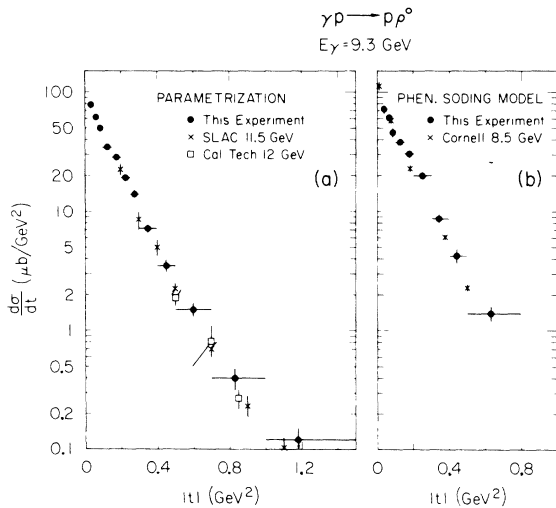 γp → pρ°
Eγ = 9.3 GeV
PARAMETRIZATION
● This Experiment
× SLAC 11.5 GeV
□ Cal Tech 12 GeV
(a)
PHEN. SODING MODEL
● This Experiment
× Cornell 8.5 GeV
(b)
dσ/dt (μb/GeV²)
100
50
20
10
5
2
1
0.5
0.2
0.1
0 0.4 0.8 1.2
0 0.4 0.8
|t| (GeV²)
|t| (GeV²)